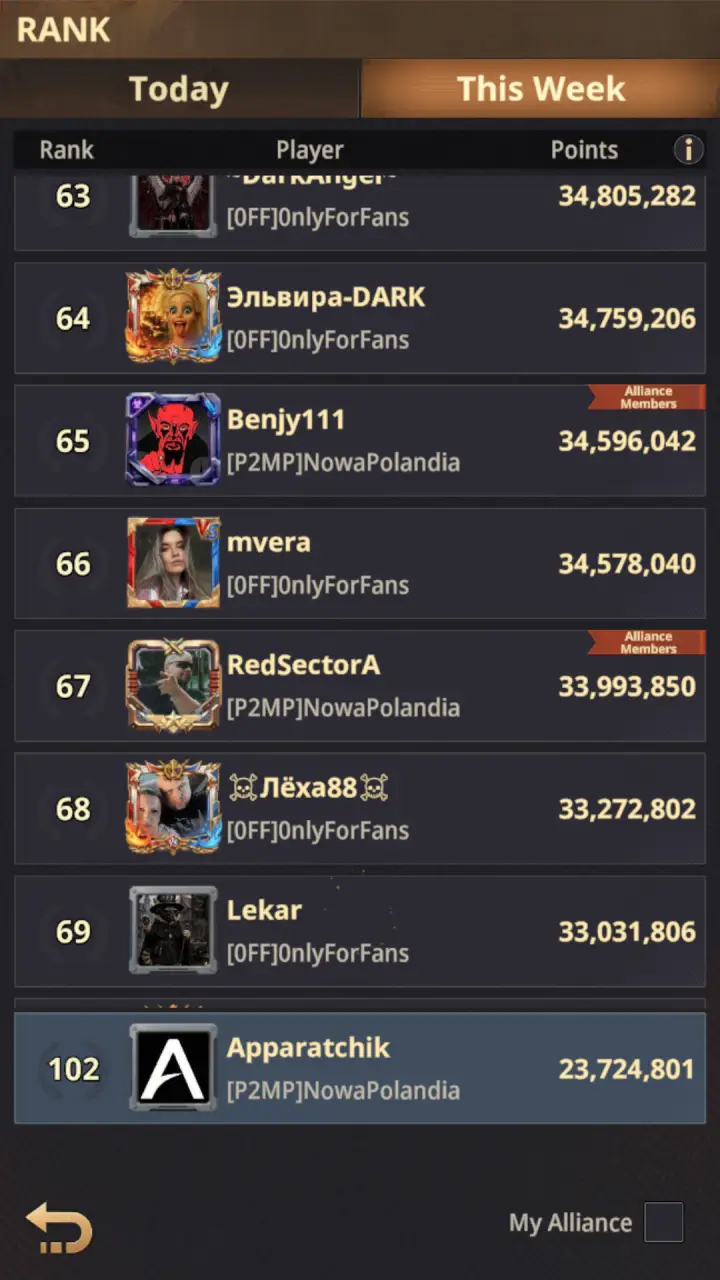 RANK
Today
This Week
Rank
Player
Points
63
~DarkAngel~
34,805,282
[0FF]0nlyForFans
64
Эльвира-DARK
34,759,206
[0FF]0nlyForFans
Alliance
Members
65
Benjy111
34,596,042
[P2MP]NowaPolandia
66
mvera
34,578,040
[0FF]0nlyForFans
Alliance
Members
67
RedSectorA
33,993,850
[P2MP]NowaPolandia
68
☠Лёха88☠
33,272,802
[0FF]0nlyForFans
69
Lekar
33,031,806
[0FF]0nlyForFans
102
Apparatchik
23,724,801
[P2MP]NowaPolandia
My Alliance